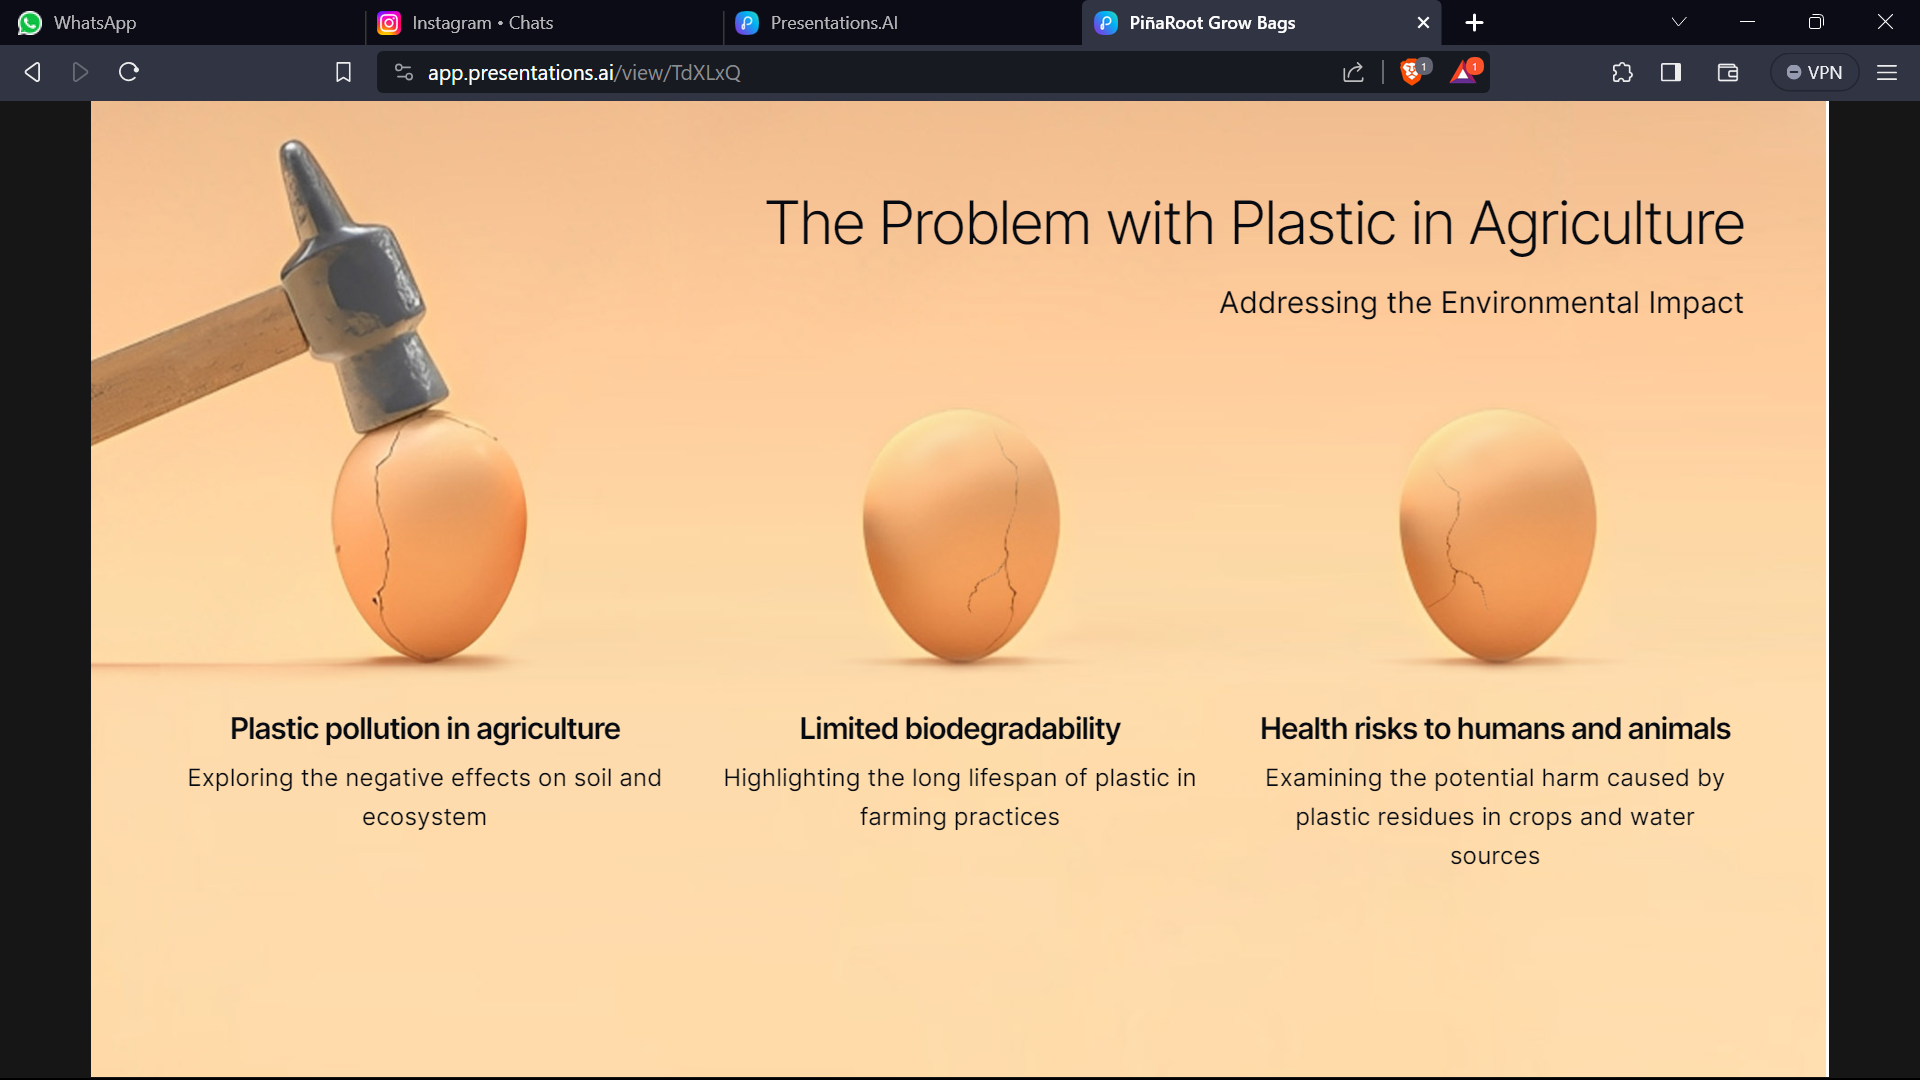 WhatsApp
Instagram • Chats
Presentations.AI
PiñaRoot Grow Bags
app.presentations.ai/view/TdXLxQ
1
1
VPN
The Problem with Plastic in Agriculture
Addressing the Environmental Impact
Plastic pollution in agriculture
Exploring the negative effects on soil and
ecosystem
Limited biodegradability
Highlighting the long lifespan of plastic in
farming practices
Health risks to humans and animals
Examining the potential harm caused by
plastic residues in crops and water
sources